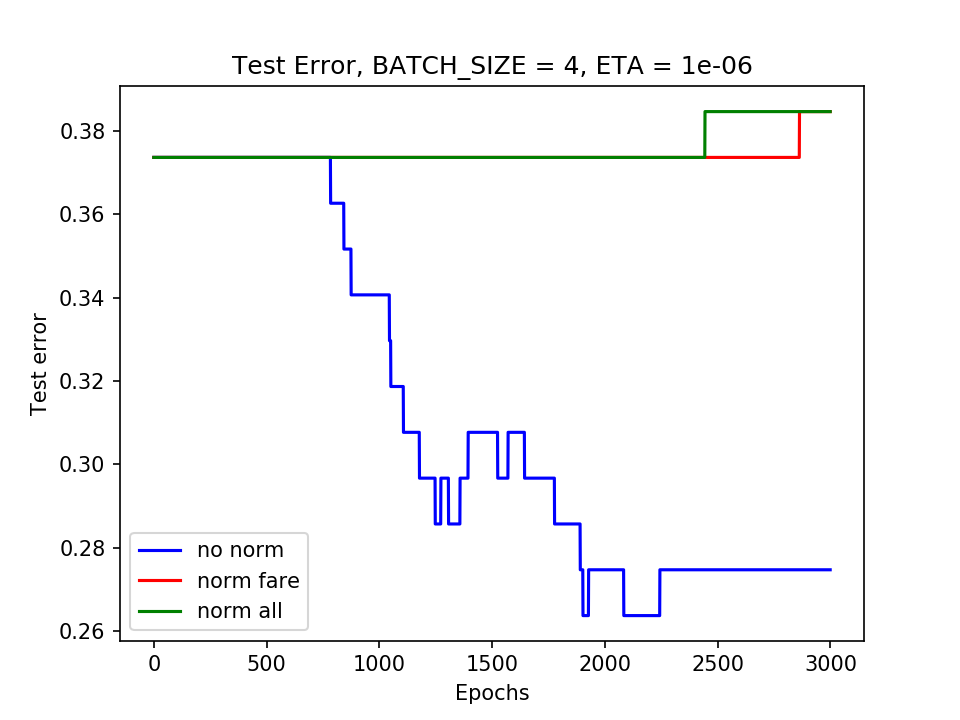 Test Error, BATCH_SIZE = 4, ETA = 1e-06
Test error
0.38
0.36
0.34
0.32
0.30
0.28
0.26
no norm
norm fare
norm all
0 500 1000 1500 2000 2500 3000
Epochs